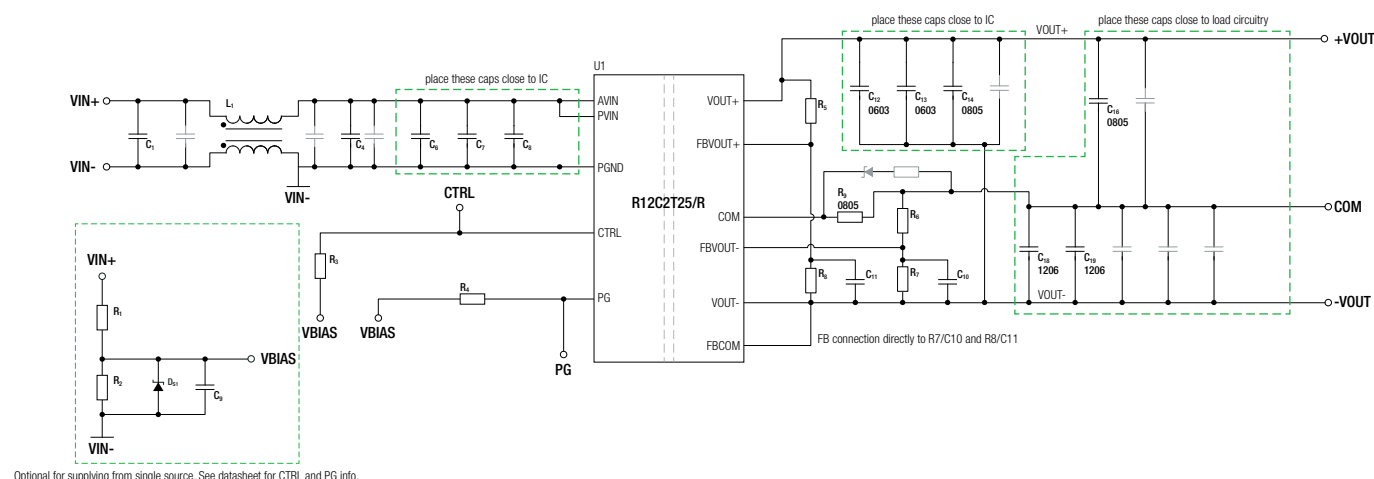 place these caps close to IC
place these caps close to load circuitry
VOUT+
+VOUT
U1
place these caps close to IC
VIN+
L1
AVIN
PVIN
VOUT+
R5
C12
0603
C13
0603
C14
0805
C16
0805
C1
C4
C6
C7
C8
FBVOUT+
VIN-
PGND
VIN-
CTRL
R12C2T25/R
R9
0805
COM
R6
COM
CTRL
FBVOUT-
VIN+
R3
R8
C11
R7
C10
C18
1206
C19
1206
R4
PG
VOUT-
VOUT-
-VOUT
R1
VBIAS
VBIAS
VBIAS
FBCOM
FB connection directly to R7/C10 and R8/C11
PG
R2
DS1
C9
VIN-
Optional for supplying from single source. See datasheet for CTRL and PG info.